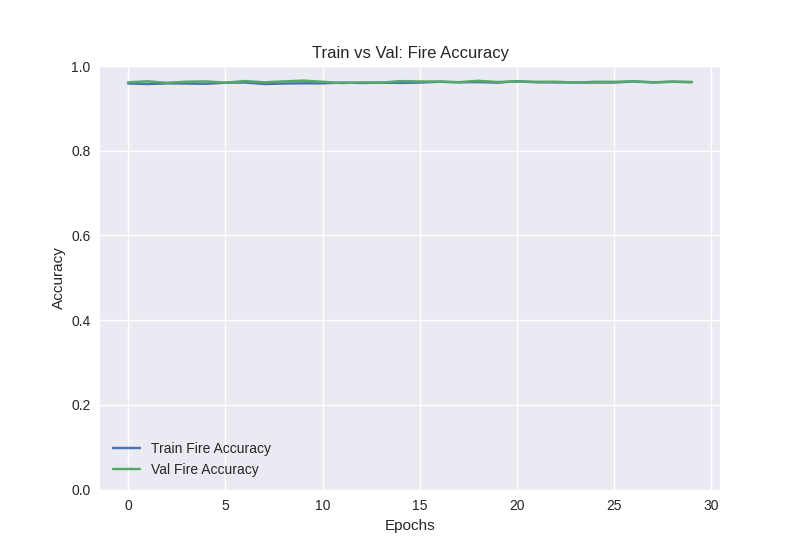 Train vs Val: Fire Accuracy
1.0
0.8
0.6
0.4
0.2
0.0
Accuracy
Train Fire Accuracy
Val Fire Accuracy
0 5 10 15 20 25 30
Epochs